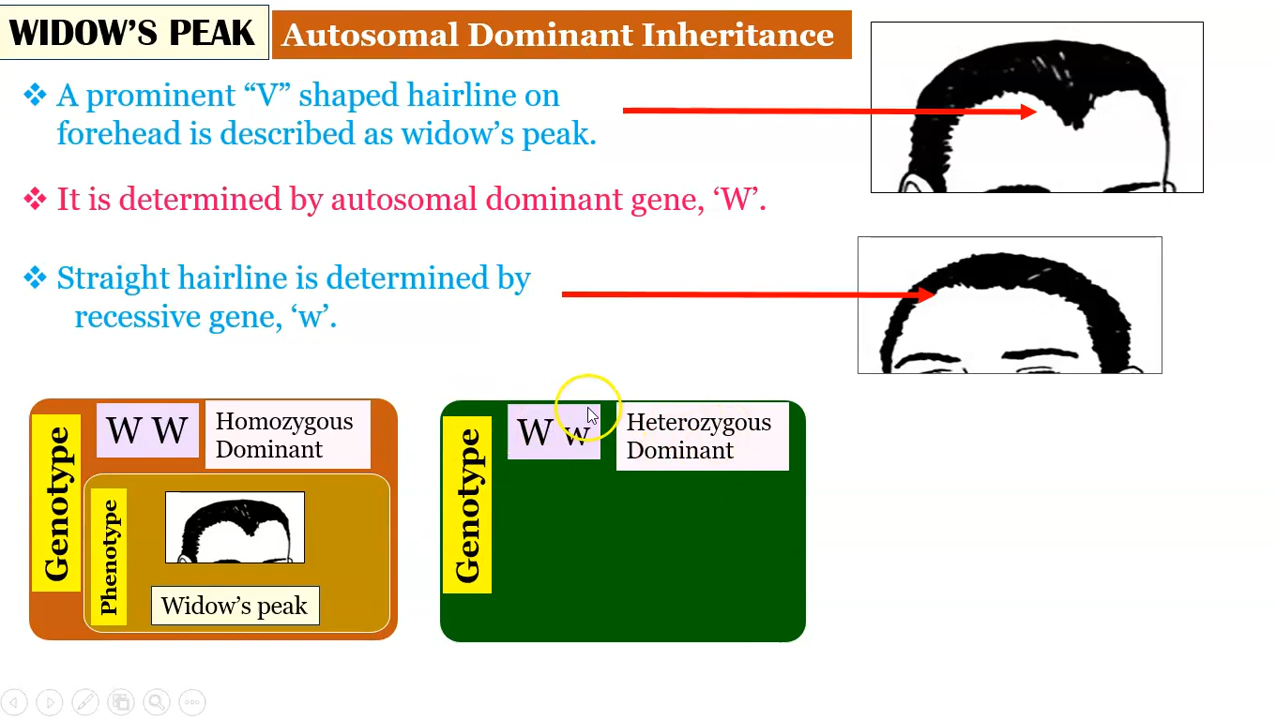 WIDOW'S PEAK
Autosomal Dominant Inheritance
❖ A prominent “V” shaped hairline on
forehead is described as widow's peak.
❖ It is determined by autosomal dominant gene, ‘W’.
❖ Straight hairline is determined by
recessive gene, ‘w’.
Genotype
W W
Homozygous
Dominant
Phenotype
Widow's peak
Genotype
W w
Heterozygous
Dominant